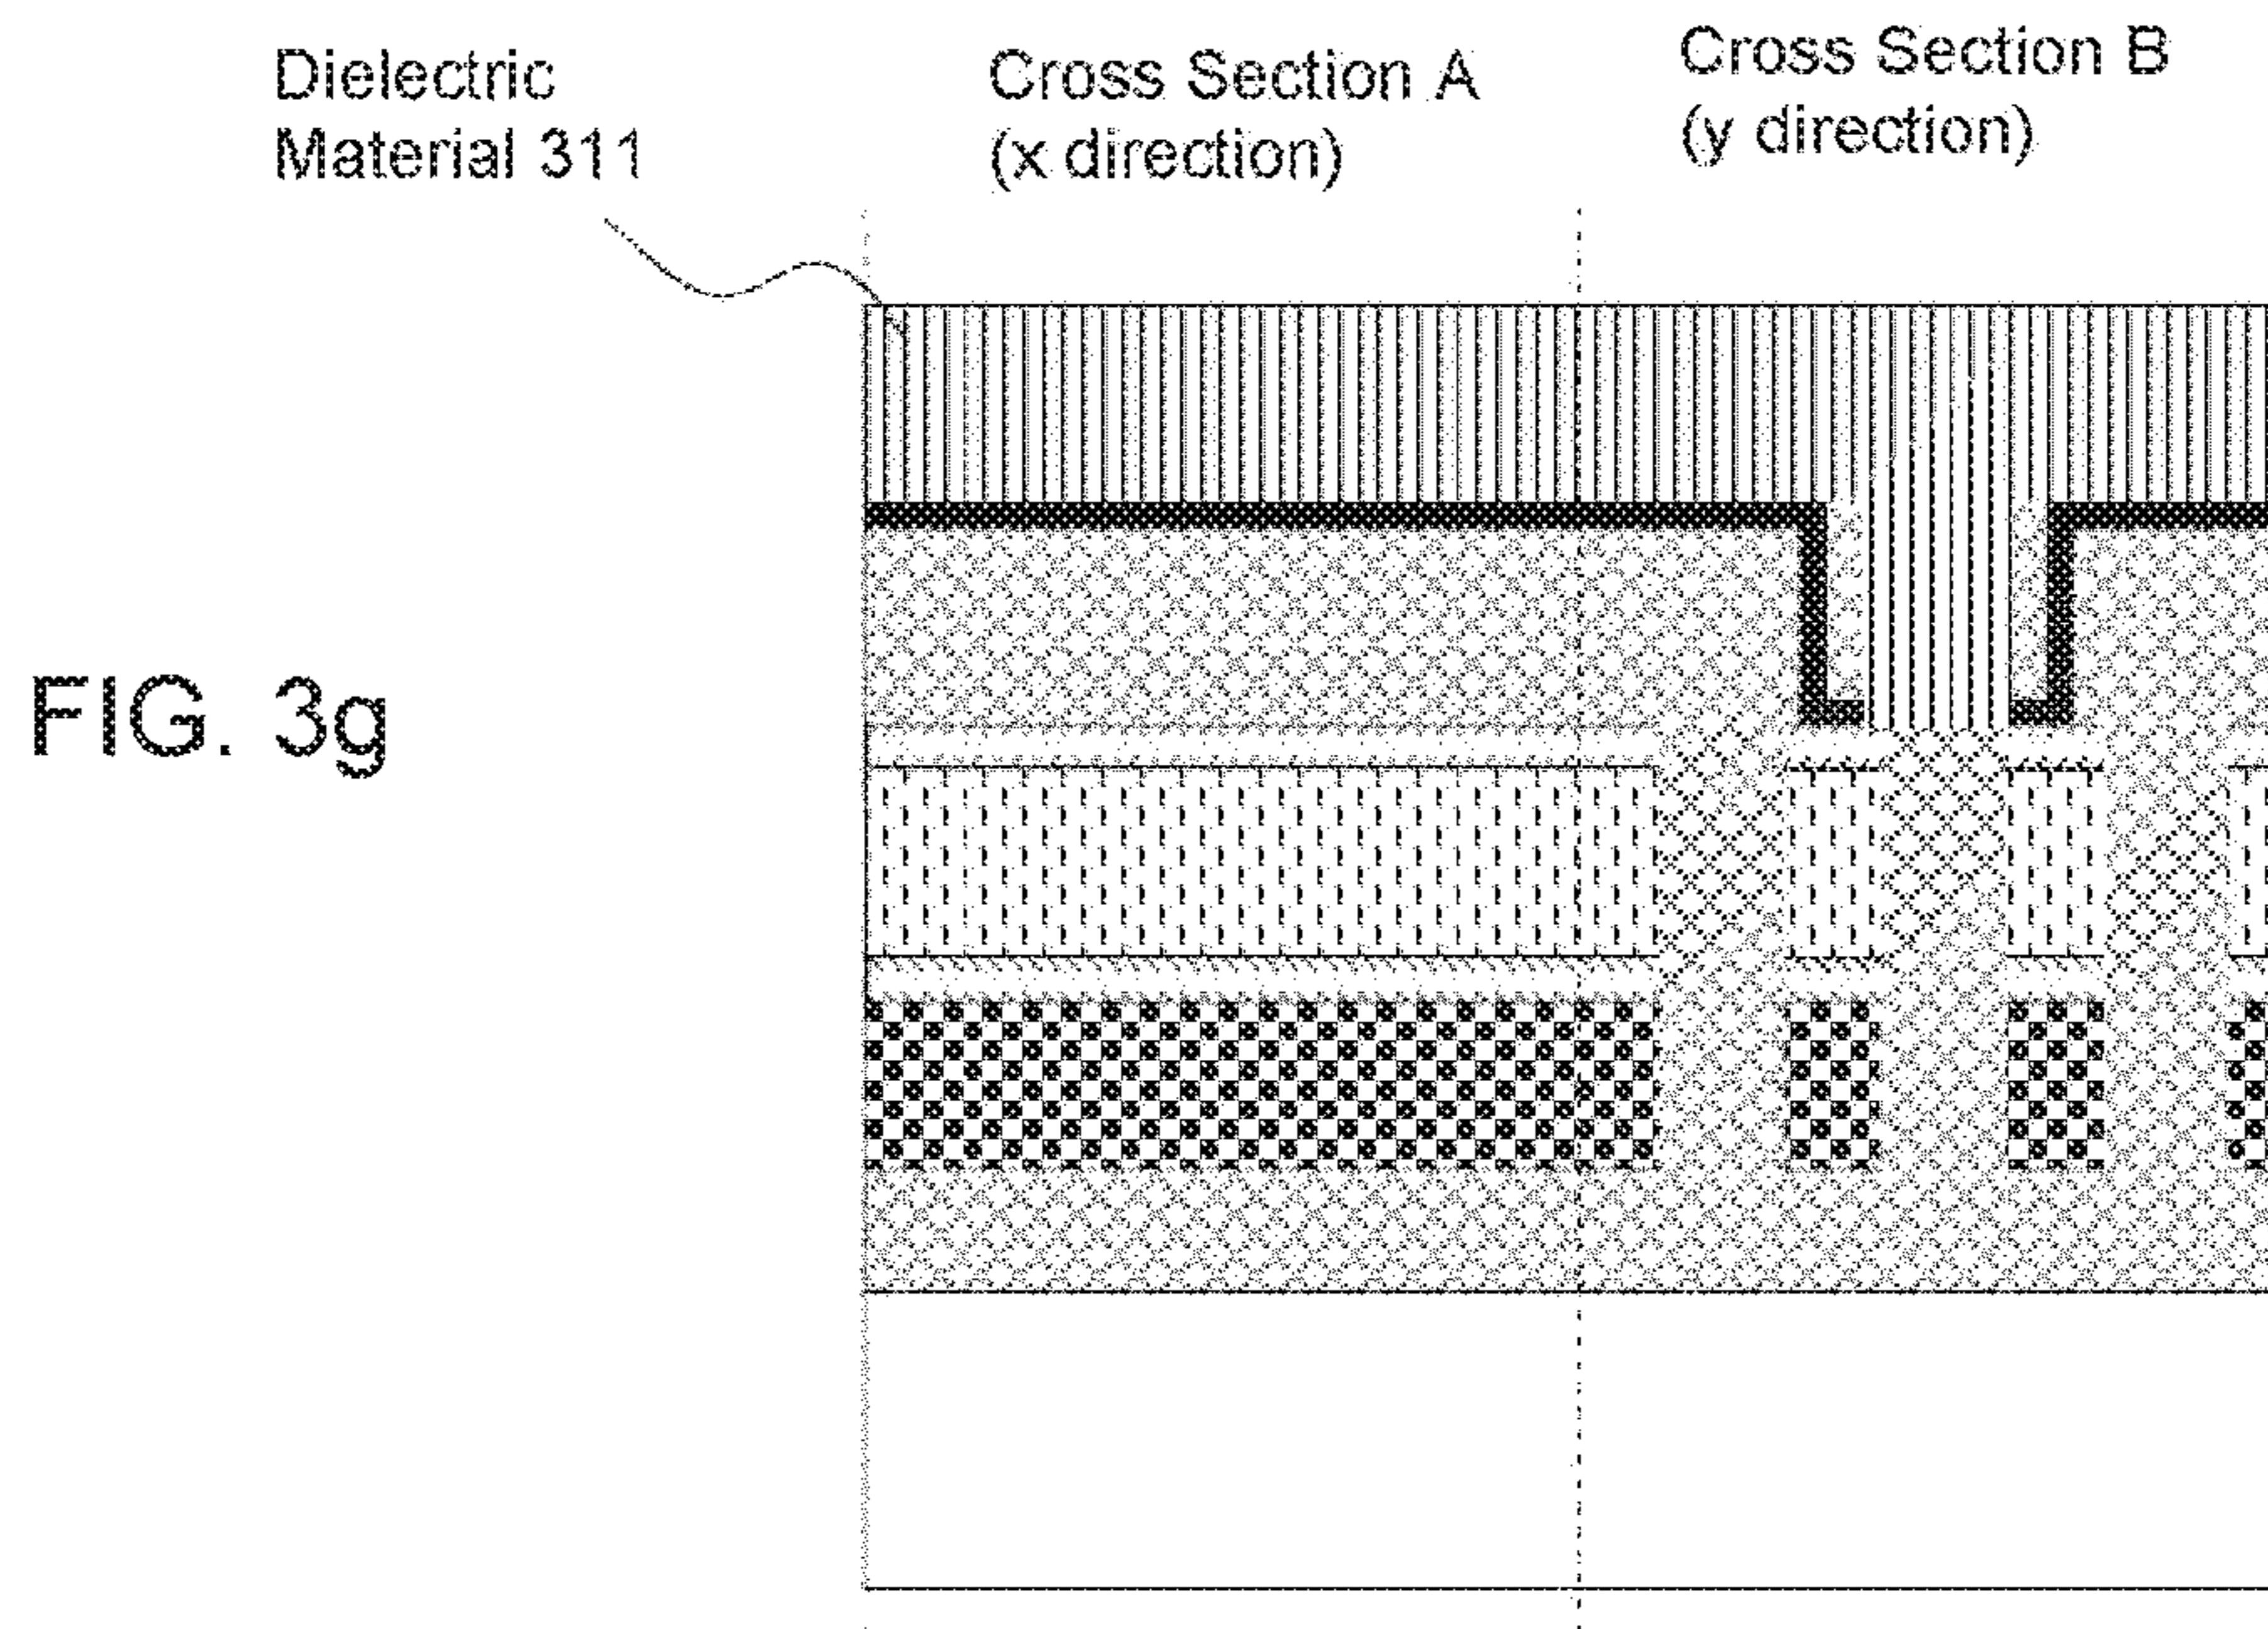 Dielectric
Material 311
Cross Section A
(x direction)
Cross Section B
(y direction)
FIG. 3g